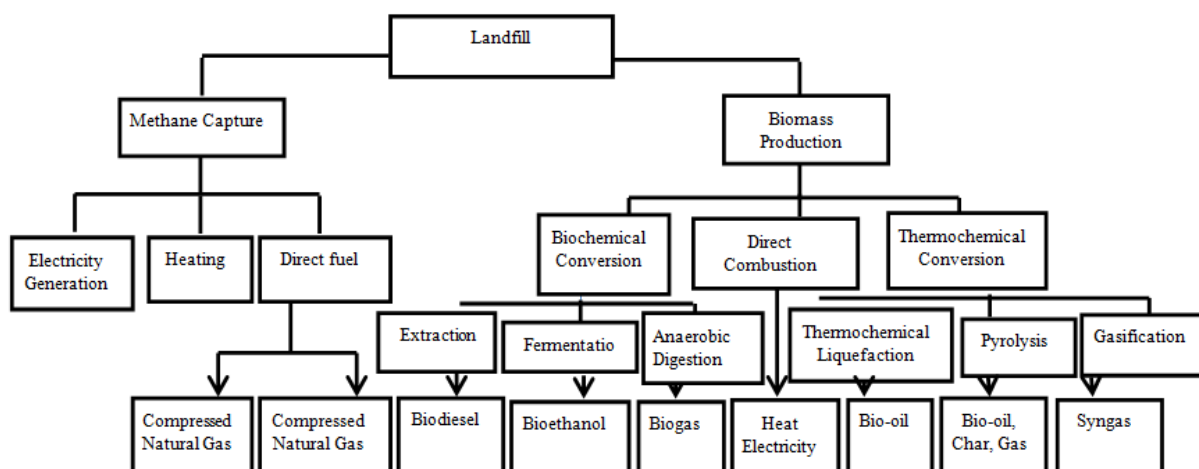 Landfill
Methane Capture
Biomass
Production
Electricity
Generation
Heating
Direct fuel
Biochemical
Conversion
Direct
Combustion
Thermochemical
Conversion
Extraction
Fermentatio
Anaerobic
Digestion
Thermochemical
Liquefaction
Pyrolysis
Gasification
Compressed
Natural Gas
Compressed
Natural Gas
Biodiesel
Bioethanol
Biogas
Heat
Electricity
Bio-oil
Bio-oil,
Char, Gas
Syngas